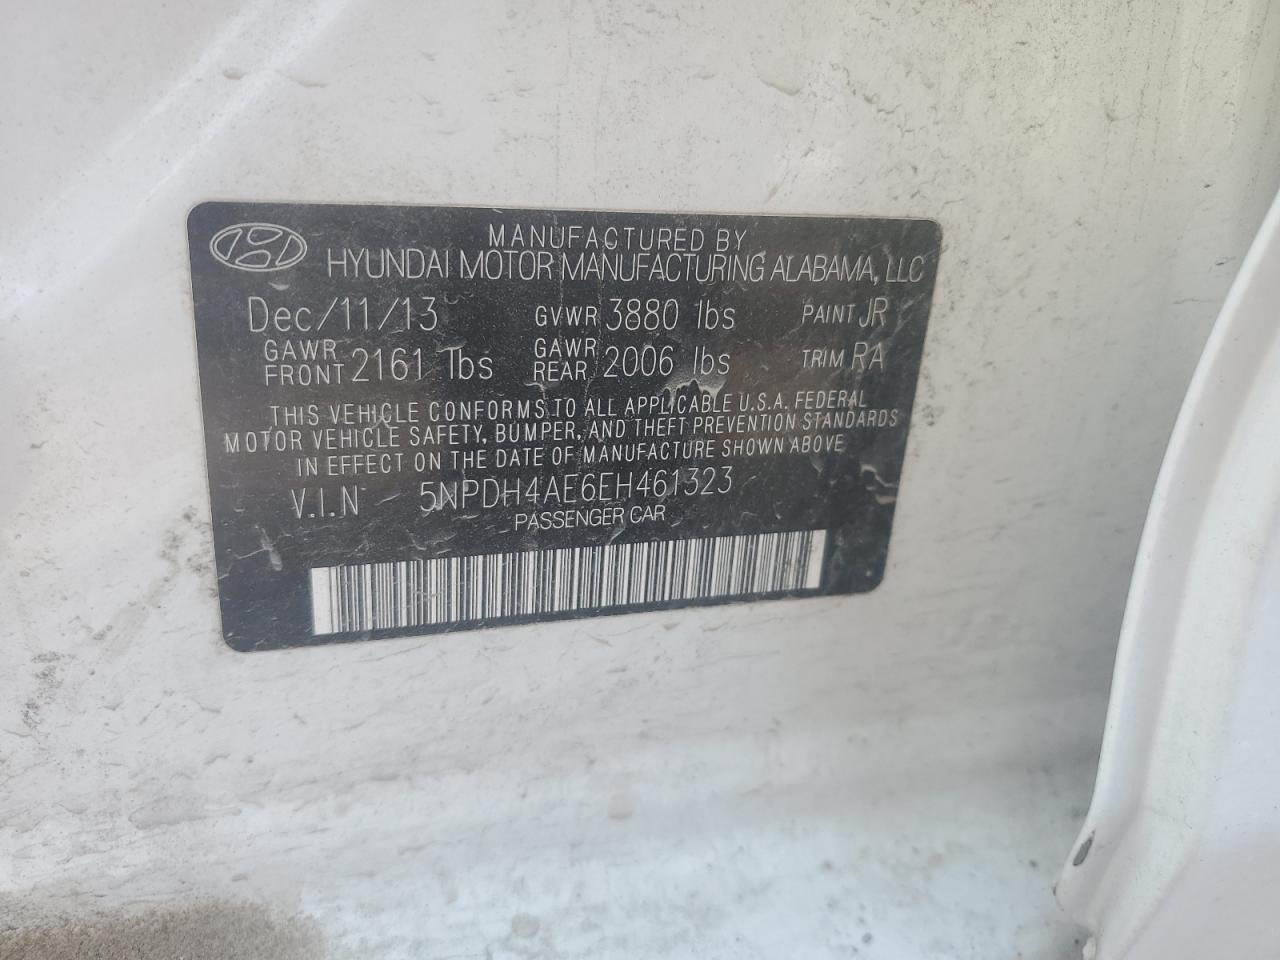 MANUFACTURED BY
HYUNDAI MOTOR MANUFACTURING ALABAMA, LLC
Dec/11/13 GVWR 3880 lbs PAINT JR
GAWR FRONT 2161 lbs GAWR REAR 2006 lbs TRIM RA
THIS VEHICLE CONFORMS TO ALL APPLICABLE U.S.A. FEDERAL
MOTOR VEHICLE SAFETY, BUMPER, AND THEFT PREVENTION STANDARDS
IN EFFECT ON THE DATE OF MANUFACTURE SHOWN ABOVE
V.I.N 5NPDH4AE6EH461323
PASSENGER CAR